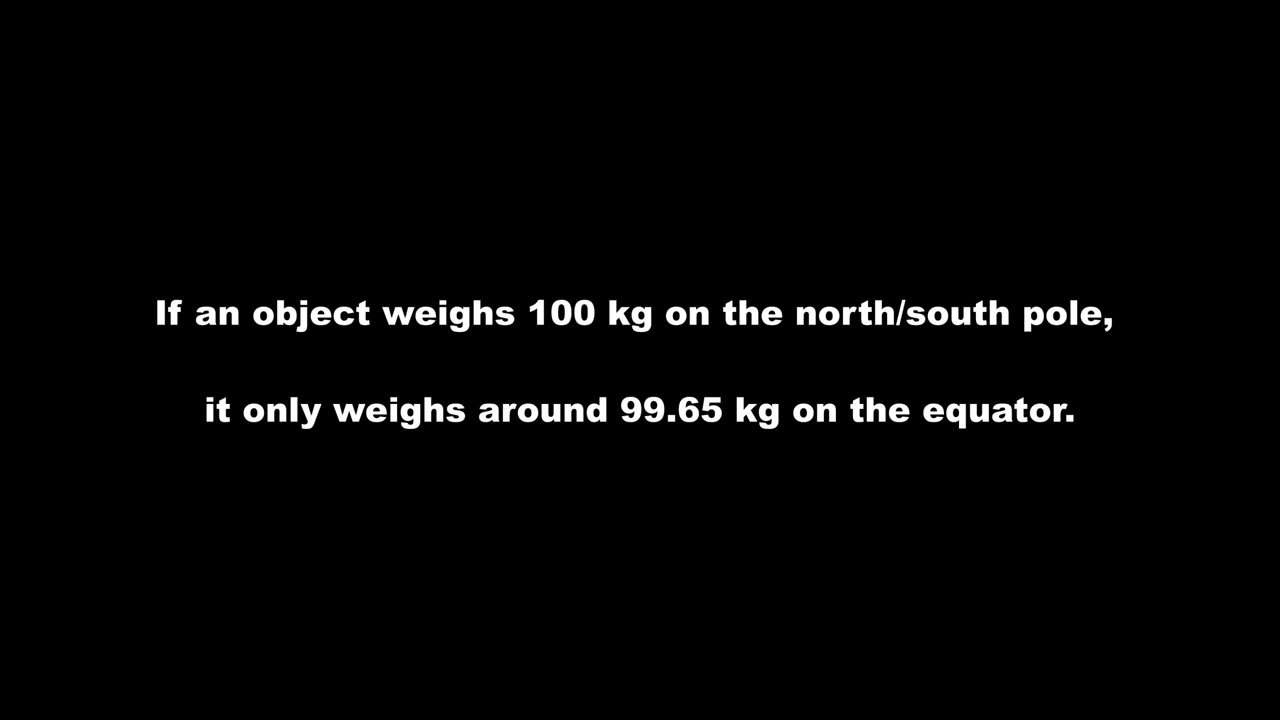 If an object weighs 100 kg on the north/south pole,
it only weighs around 99.65 kg on the equator.